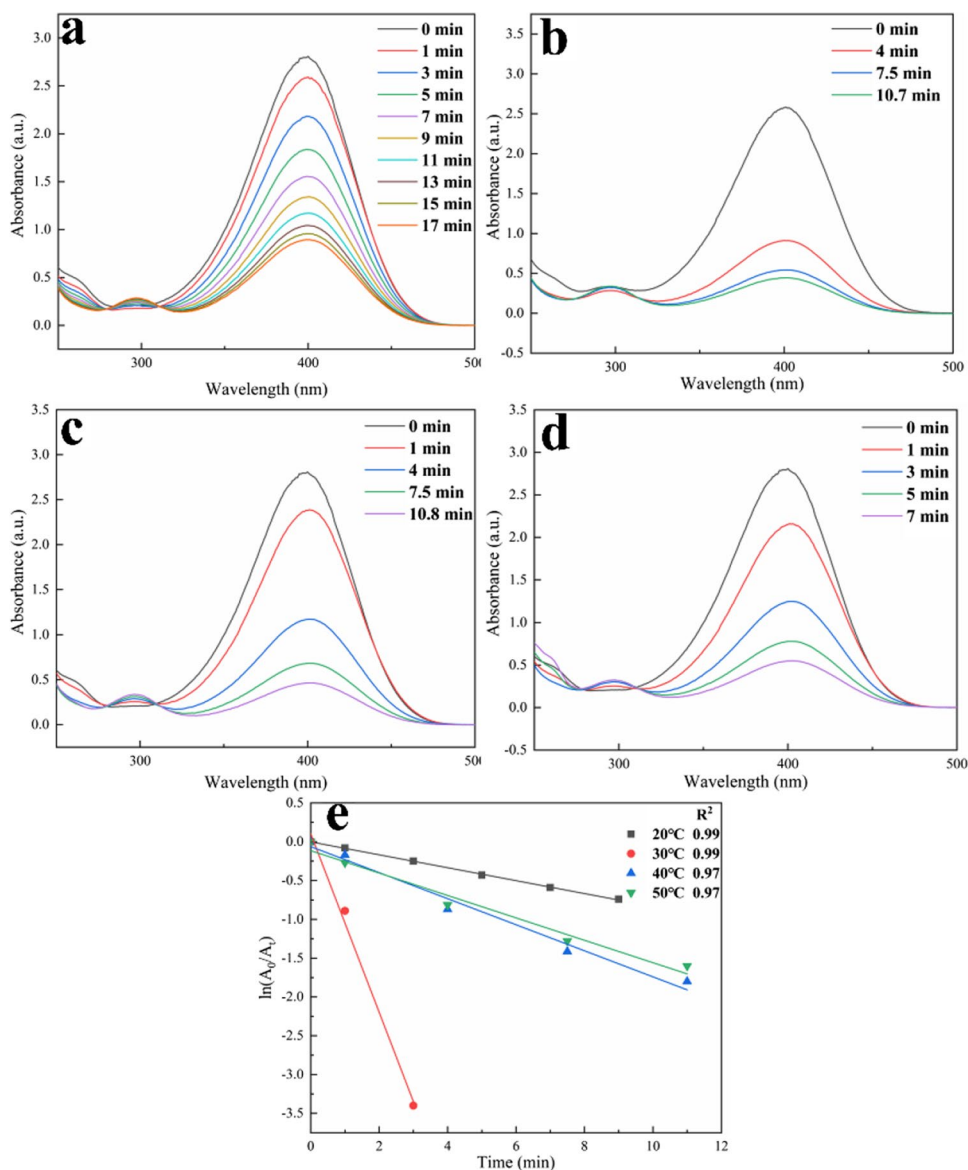 a
0 min
1 min
3 min
5 min
7 min
9 min
11 min
13 min
15 min
17 min
3.0
2.5
2.0
1.5
1.0
0.5
0.0
Absorbance (a.u.)
300
400
500
Wavelength (nm)
b
0 min
4 min
7.5 min
10.7 min
3.5
3.0
2.5
2.0
1.5
1.0
0.5
0.0
-0.5
Absorbance (a.u.)
300
400
500
Wavelength (nm)
c
0 min
1 min
4 min
7.5 min
10.8 min
3.5
3.0
2.5
2.0
1.5
1.0
0.5
0.0
Absorbance (a.u.)
300
400
500
Wavelength (nm)
d
0 min
1 min
3 min
5 min
7 min
3.5
3.0
2.5
2.0
1.5
1.0
0.5
0.0
-0.5
Absorbance (a.u.)
300
400
500
Wavelength (nm)
e
R²
20°C 0.99
30°C 0.99
40°C 0.97
50°C 0.97
0.5
0.0
-0.5
-1.0
-1.5
-2.0
-2.5
-3.0
-3.5
ln(A₀/Aₜ)
0 2 4 6 8 10 12
Time (min)